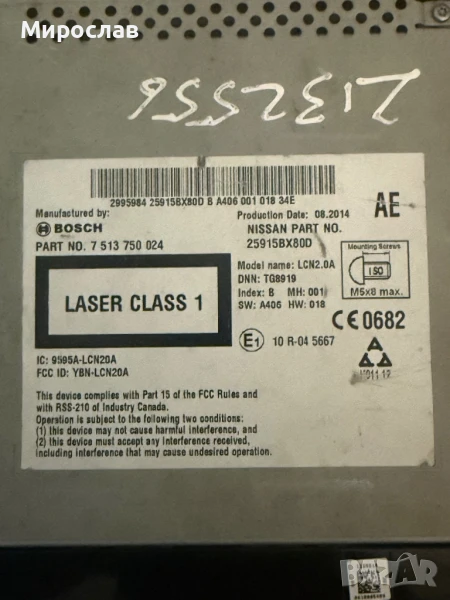 Мирослав
2132556
2995984 25915BX80D B A406 001 018 34E
Manufactured by:
BOSCH
PART NO. 7 513 750 024
Production Date: 08.2014
NISSAN PART NO.
25915BX80D
AE
LASER CLASS 1
Model name: LCN2.0A
DNN: TG8919
Index: B MH: 001
SW: A406 HW: 018
Mounting Screws
ISO
M5x8 max.
E1 10 R-04 5667
CE0682
IC: 9595A-LCN20A
FCC ID: YBN-LCN20A
This device complies with Part 15 of the FCC Rules and
with RSS-210 of Industry Canada.
Operation is subject to the following two conditions:
(1) this device may not cause harmful interference, and
(2) this device must accept any interference received,
including interference that may cause undesired operation.
BAZAR